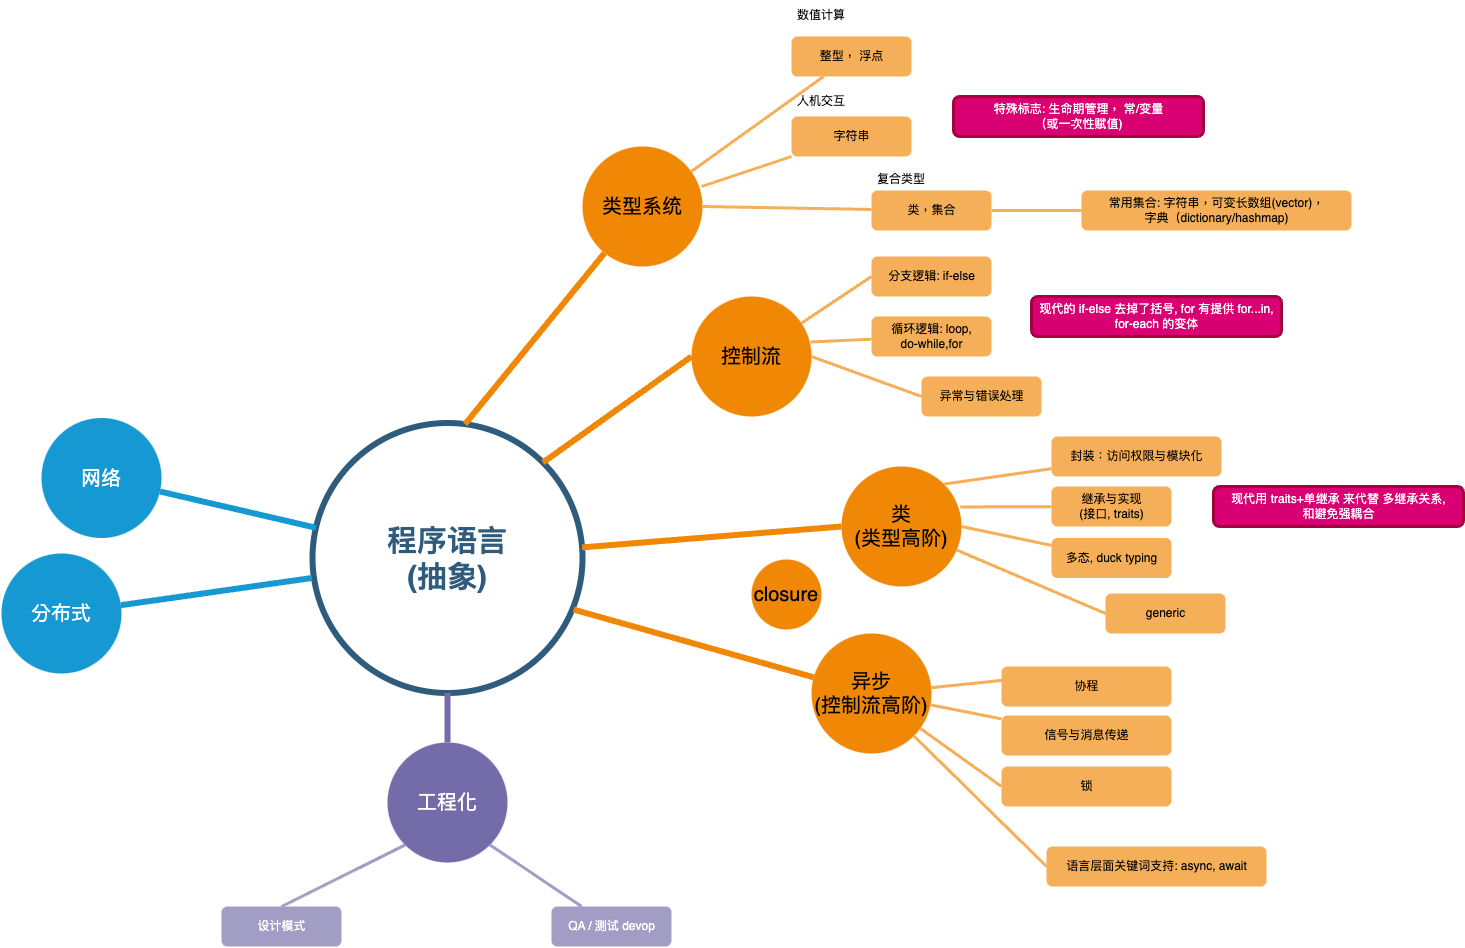 数值计算
整型， 浮点
人机交互
字符串
特殊标志: 生命期管理， 常/变量
（或一次性赋值)
类型系统
复合类型
类，集合
常用集合: 字符串，可变长数组(vector)，
字典（dictionary/hashmap)
控制流
分支逻辑: if-else
循环逻辑: loop,
do-while,for
异常与错误处理
现代的 if-else 去掉了括号, for 有提供 for...in,
for-each 的变体
网络
分布式
程序语言
(抽象)
类
(类型高阶)
封装：访问权限与模块化
继承与实现
(接口, traits)
多态, duck typing
generic
现代用 traits+单继承 来代替 多继承关系,
和避免强耦合
closure
异步
(控制流高阶)
协程
信号与消息传递
锁
语言层面关键词支持: async, await
工程化
设计模式
QA / 测试 devop